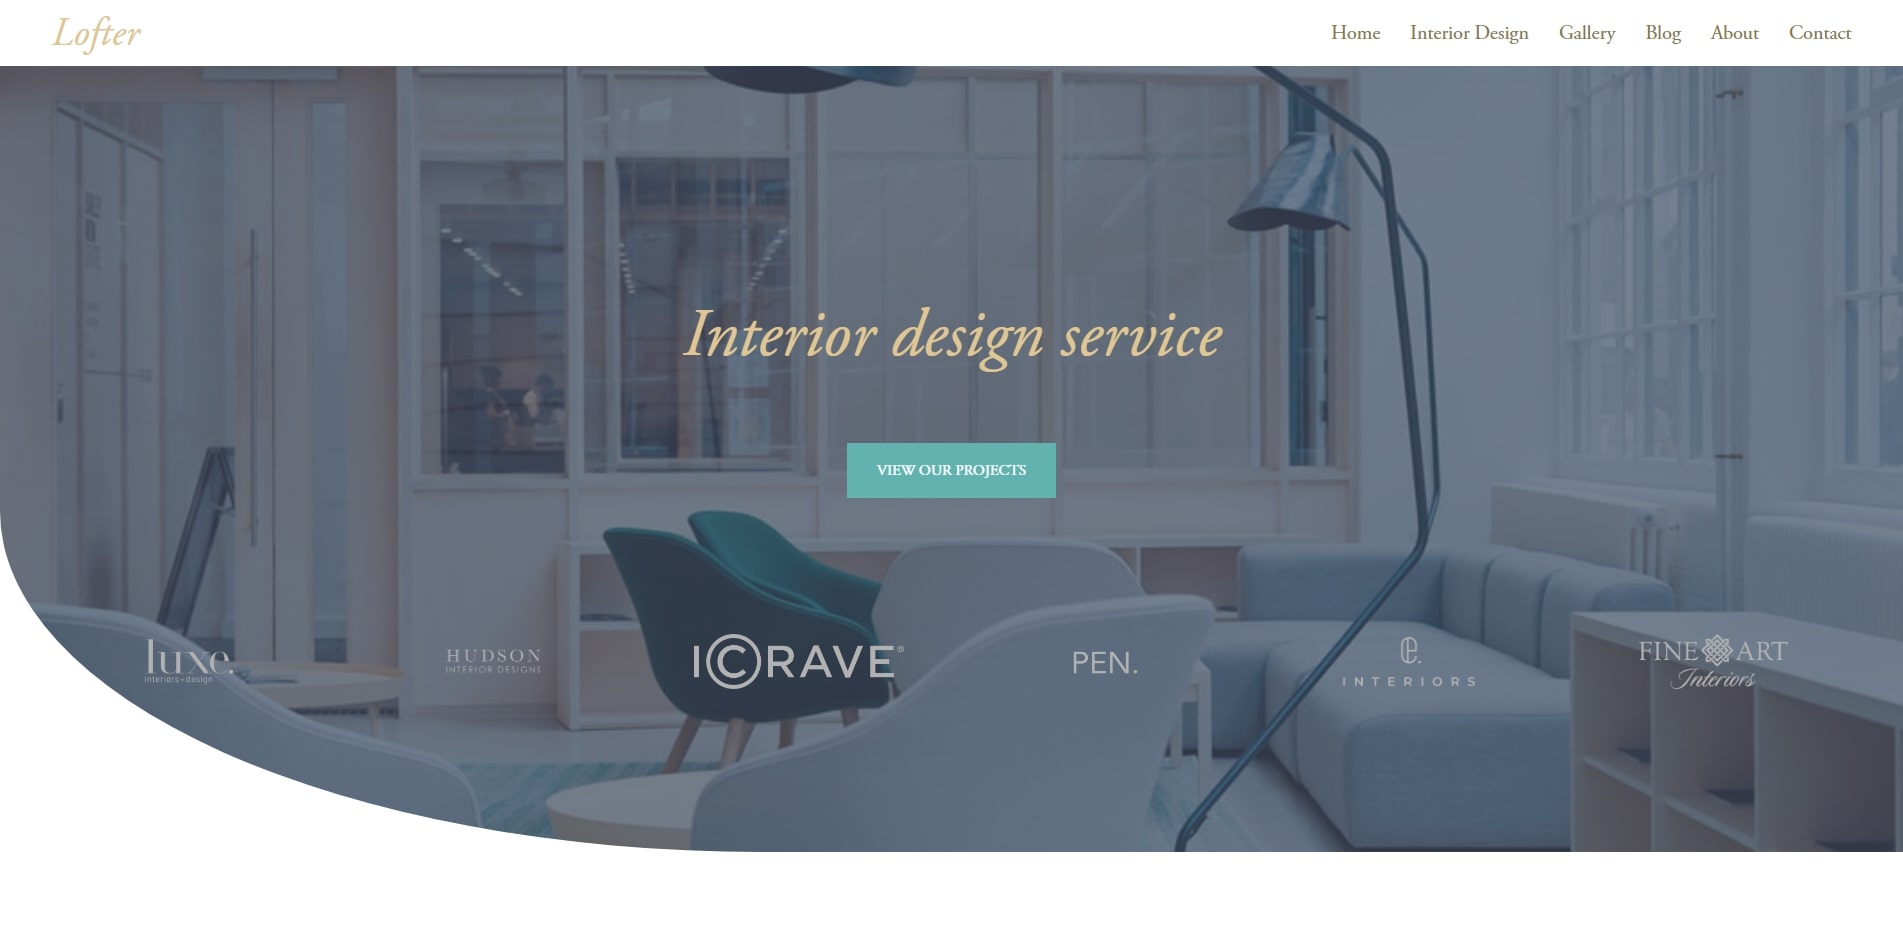 Lofter
Home Interior Design Gallery Blog About Contact
Interior design service
VIEW OUR PROJECTS
luxe.
interiors+design
HUDSON
INTERIOR DESIGNS
ICRAVE®
PEN.
e.
INTERIORS
FINE ART
Interiors